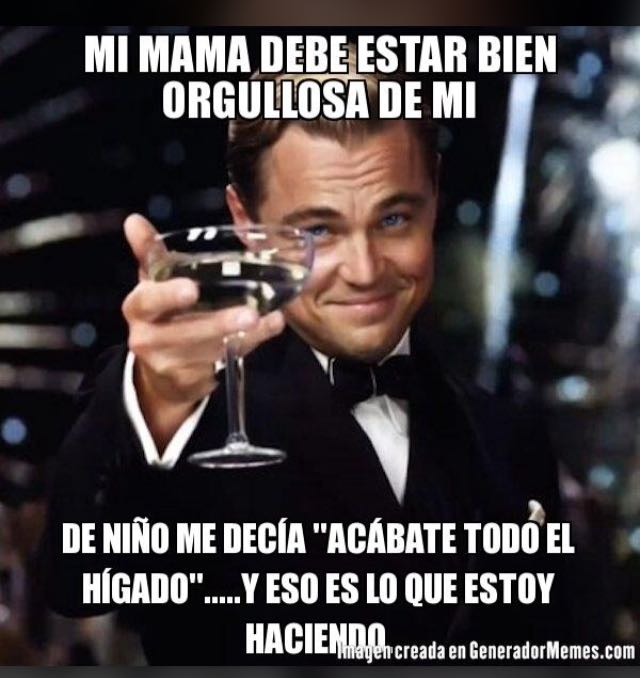 MI MAMA DEBE ESTAR BIEN
ORGULLOSA DE MI
DE NIÑO ME DECÍA "ACÁBATE TODO EL
HÍGADO".....Y ESO ES LO QUE ESTOY
HACIENDO
Imagen creada en GeneradorMemes.com